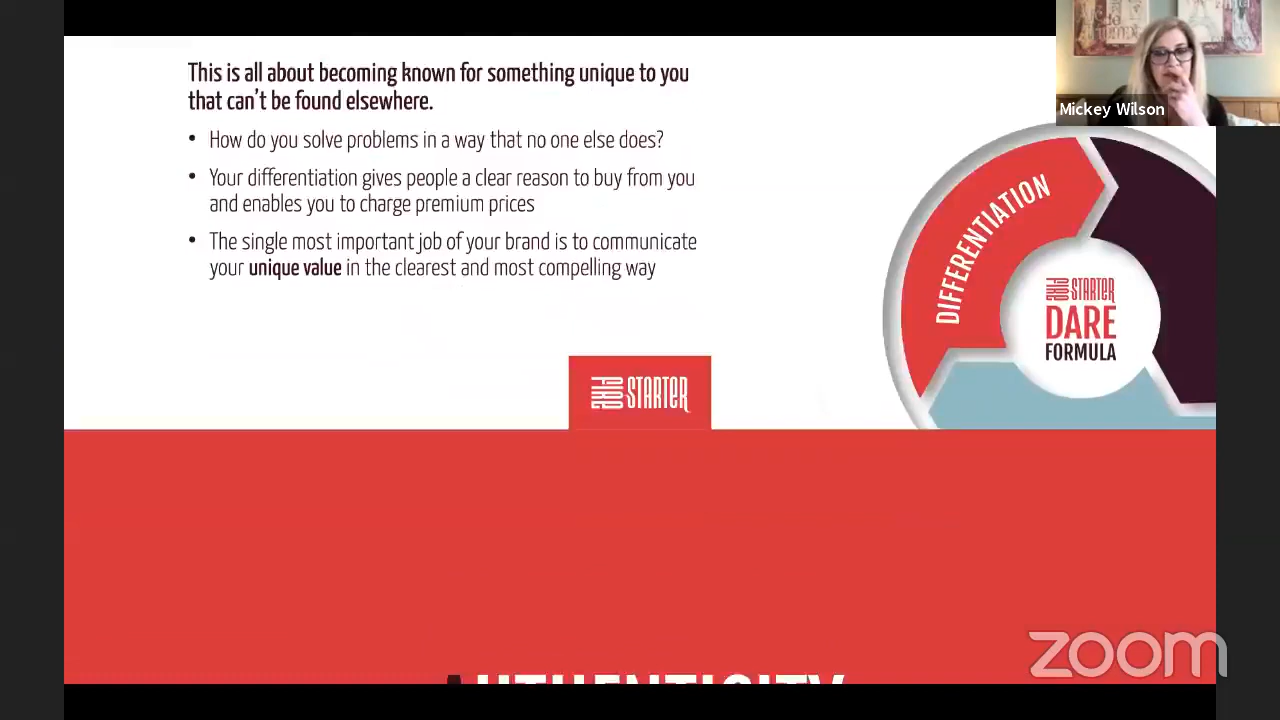 This is all about becoming known for something unique to you
that can't be found elsewhere.
Mickey Wilson
• How do you solve problems in a way that no one else does?
• Your differentiation gives people a clear reason to buy from you
and enables you to charge premium prices
• The single most important job of your brand is to communicate
your unique value in the clearest and most compelling way
DIFFERENTIATION
FIRE STARTER
DARE
FORMULA
FIRE STARTER
zoom
AUTHENTICITY